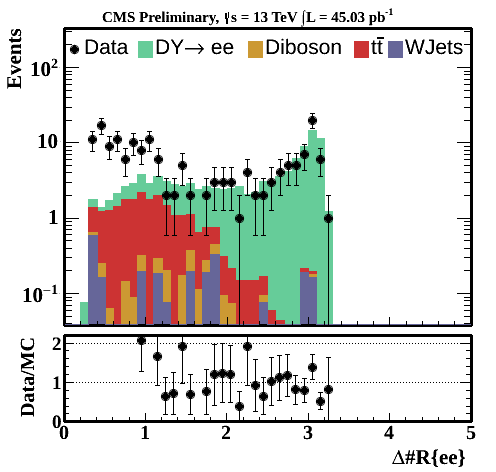 CMS Preliminary, √s = 13 TeV ∫L = 45.03 pb⁻¹
Events
Data DY→ ee Diboson tt̄ WJets
10²
10
1
10⁻¹
Data/MC
2
1
0
0 1 2 3 4 5
Δ#R{ee}